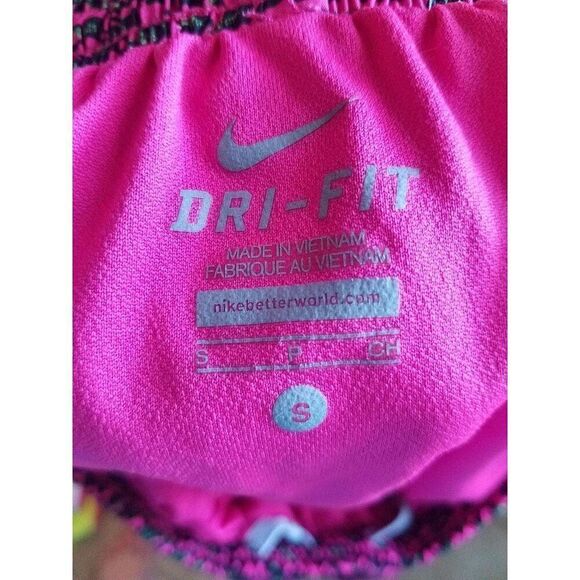 DRI-FIT
MADE IN VIETNAM
FABRIQUE AU VIETNAM
nikebetterworld.com
S P CH
S